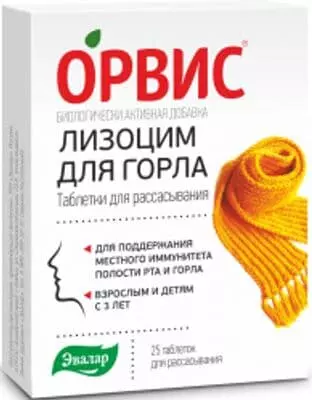 ОРВИС®
БИОЛОГИЧЕСКИ АКТИВНАЯ ДОБАВКА
ЛИЗОЦИМ
ДЛЯ ГОРЛА
Таблетки для рассасывания
• ДЛЯ ПОДДЕРЖАНИЯ
МЕСТНОГО ИММУНИТЕТА
ПОЛОСТИ РТА И ГОРЛА
• ВЗРОСЛЫМ И ДЕТЯМ
С 3 ЛЕТ
Эвалар
25 таблеток
для рассасывания